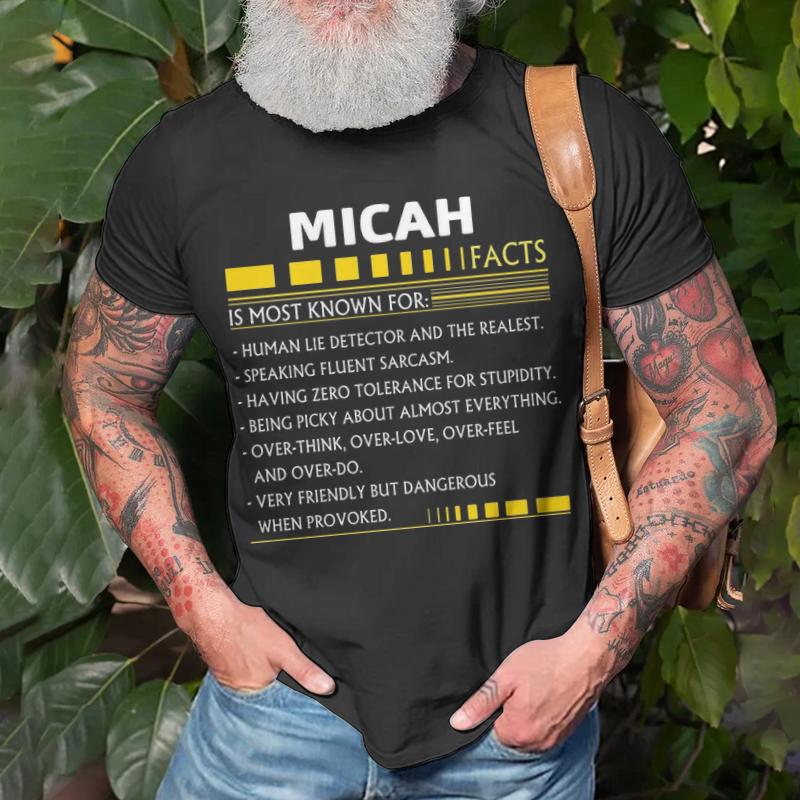 MICAH
FACTS
IS MOST KNOWN FOR:
- HUMAN LIE DETECTOR AND THE REALEST.
- SPEAKING FLUENT SARCASM.
- HAVING ZERO TOLERANCE FOR STUPIDITY.
- BEING PICKY ABOUT ALMOST EVERYTHING.
- OVER-THINK, OVER-LOVE, OVER-FEEL
AND OVER-DO.
- VERY FRIENDLY BUT DANGEROUS
WHEN PROVOKED.
Estuardo